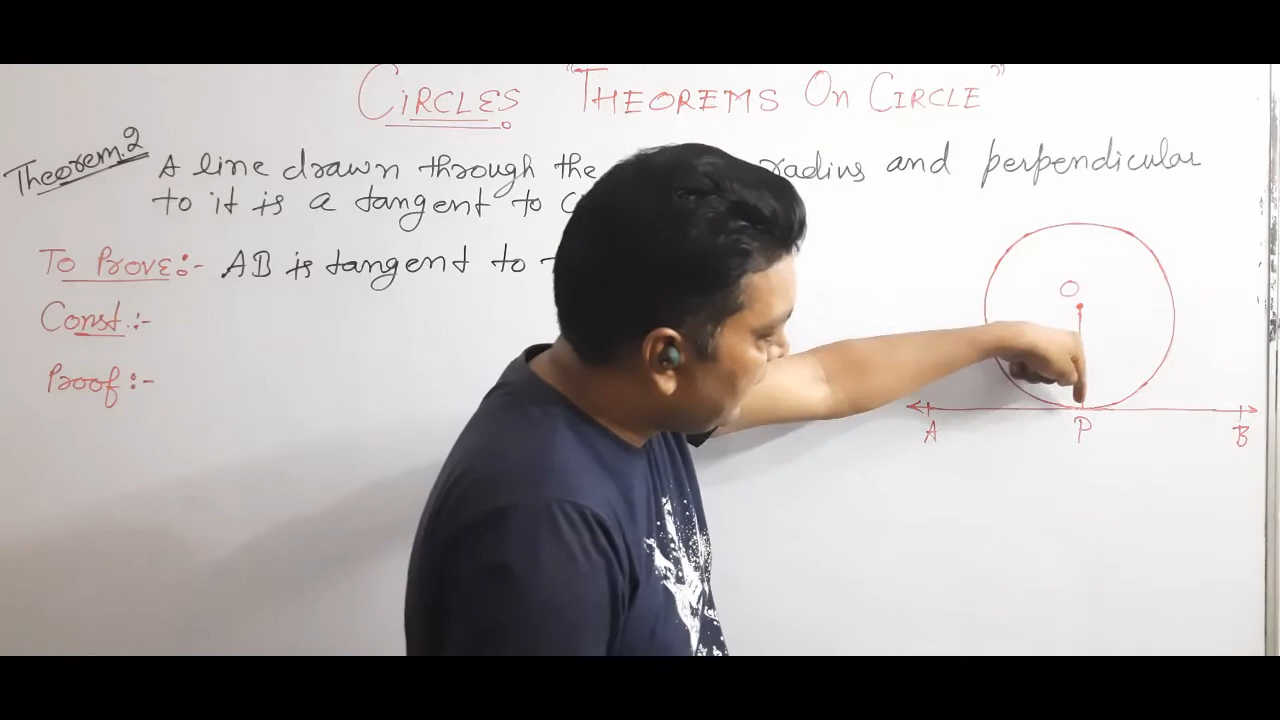 CIRCLES "THEOREMS On CIRCLE"
Theorem.2
A line drawn through the radius and perpendicular
to it is a tangent to
To PROVE:- AB is tangent to
Const.:-
Proof:-
O
A P B